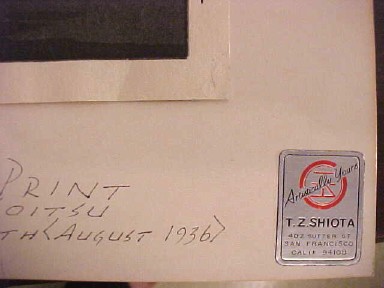 PRINT
OITSU
TH <AUGUST 1936>
Artistically Yours
T.Z.SHIOTA
402 SUTTER ST.
SAN FRANCISCO
CALIF 94108